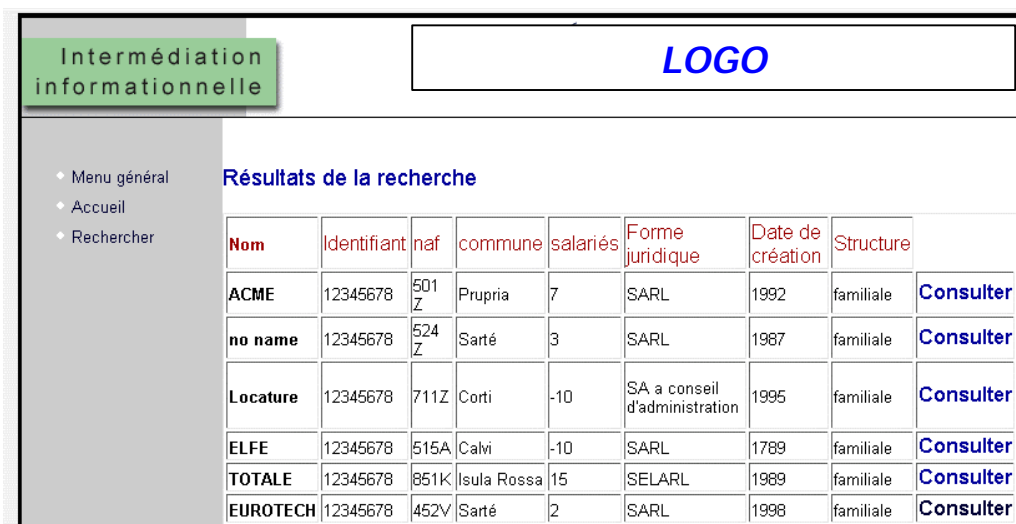 Intermédiation
informationnelle
LOGO
Menu général
Accueil
Rechercher
Résultats de la recherche
Nom Identifiant naf commune salariés Forme juridique Date de création Structure
ACME 12345678 501 Z Prupria 7 SARL 1992 familiale Consulter
no name 12345678 524 Z Sarté 3 SARL 1987 familiale Consulter
Locature 12345678 711Z Corti -10 SA a conseil d'administration 1995 familiale Consulter
ELFE 12345678 515A Calvi -10 SARL 1789 familiale Consulter
TOTALE 12345678 851K Isula Rossa 15 SELARL 1989 familiale Consulter
EUROTECH 12345678 452V Sarté 2 SARL 1998 familiale Consulter